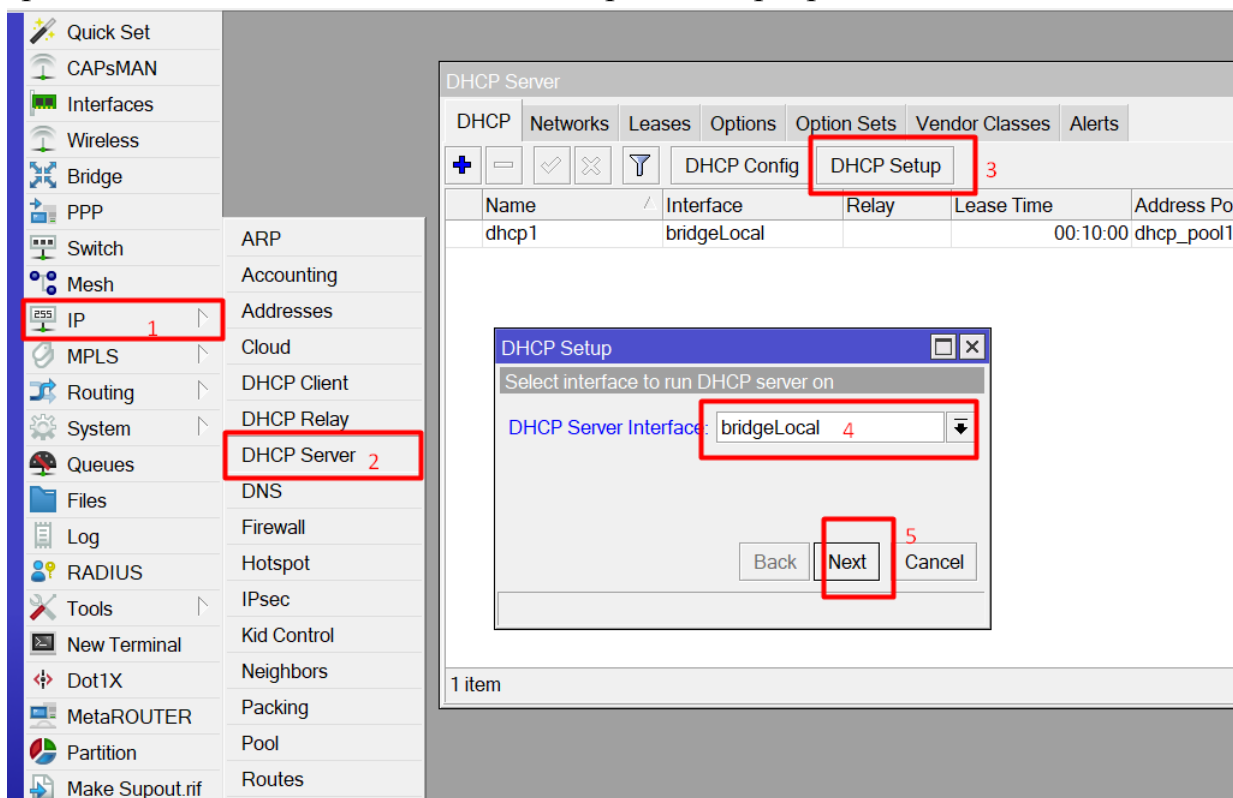 Quick Set
CAPsMAN
Interfaces
Wireless
Bridge
PPP
Switch
Mesh
IP 1
MPLS
Routing
System
Queues
Files
Log
RADIUS
Tools
New Terminal
Dot1X
MetaROUTER
Partition
Make Supout.rif
ARP
Accounting
Addresses
Cloud
DHCP Client
DHCP Relay
DHCP Server 2
DNS
Firewall
Hotspot
IPsec
Kid Control
Neighbors
Packing
Pool
Routes
DHCP Server
DHCP Networks Leases Options Option Sets Vendor Classes Alerts
DHCP Config DHCP Setup 3
Name Interface Relay Lease Time Address Po
dhcp1 bridgeLocal 00:10:00 dhcp_pool1
DHCP Setup
Select interface to run DHCP server on
DHCP Server Interface: bridgeLocal 4
5
Back Next Cancel
1 item